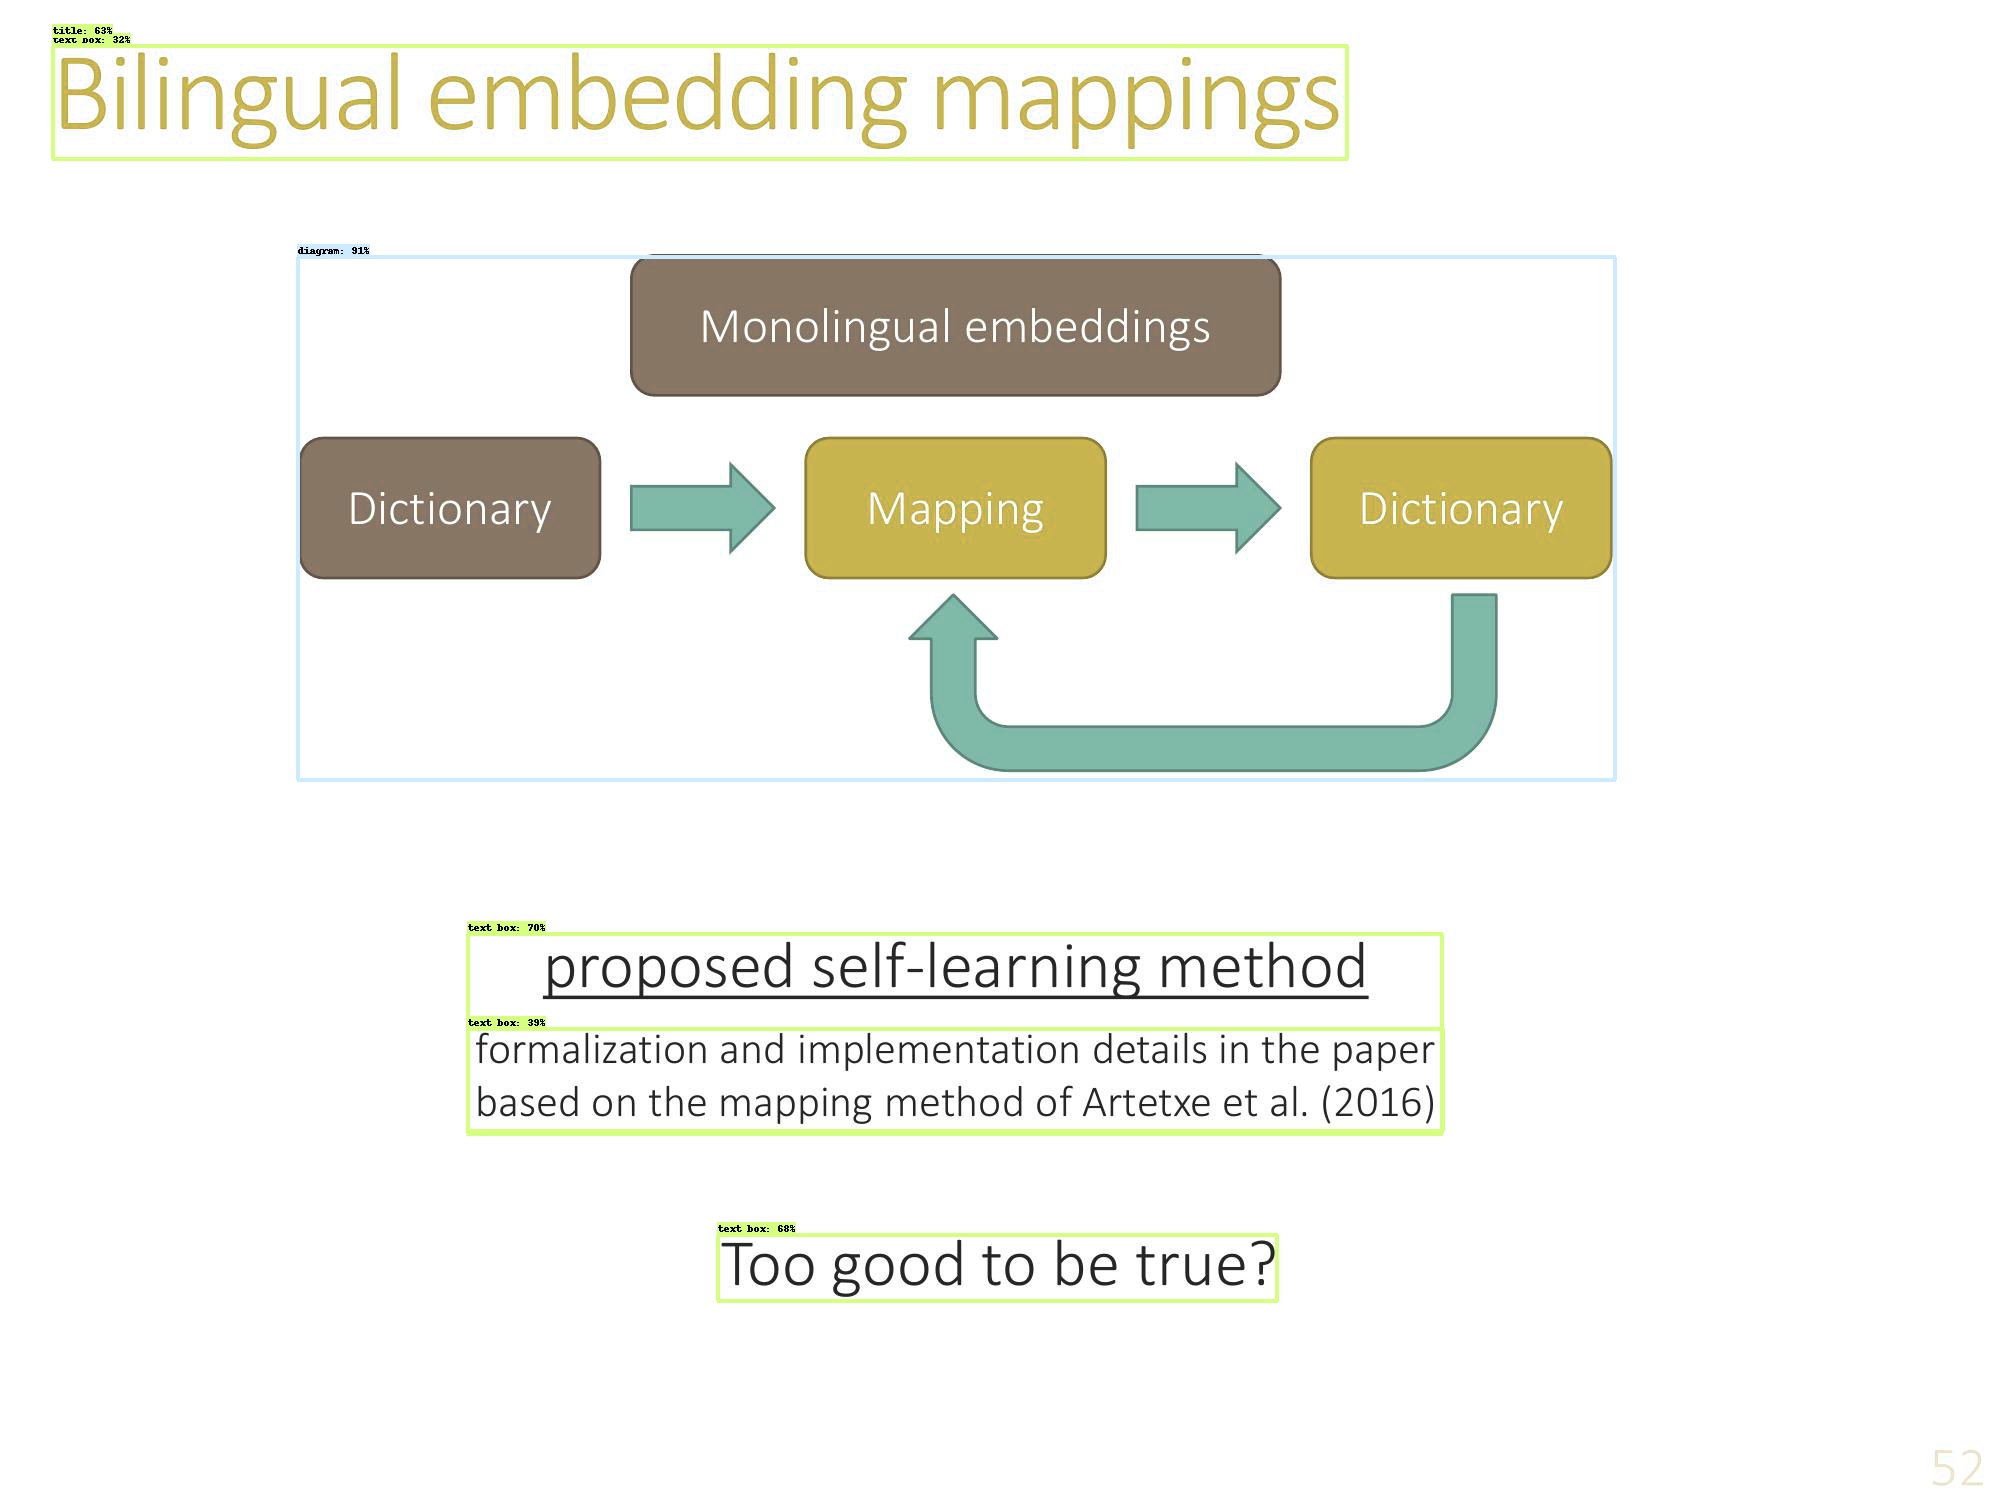 title: 63%
text box: 32%
Bilingual embedding mappings
diagram: 91%
Monolingual embeddings
Dictionary
Mapping
Dictionary
text box: 70%
proposed self-learning method
text box: 39%
formalization and implementation details in the paper
based on the mapping method of Artetxe et al. (2016)
text box: 68%
Too good to be true?
52